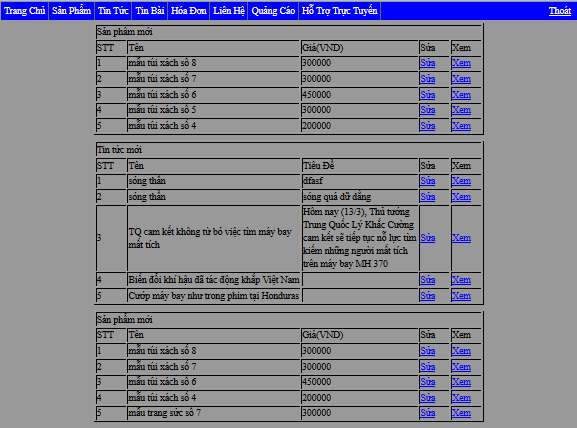 Trang Chủ Sản Phẩm Tin Tức Tin Bài Hóa Đơn Liên Hệ Quảng Cáo Hỗ Trợ Trực Tuyến Thoát
Sản phẩm mới
STT Tên Giá(VND) Sửa Xem
1 mẫu túi xách số 8 300000 Sửa Xem
2 mẫu túi xách số 7 300000 Sửa Xem
3 mẫu túi xách số 6 450000 Sửa Xem
4 mẫu túi xách số 5 300000 Sửa Xem
5 mẫu túi xách số 4 200000 Sửa Xem
Tin tức mới
STT Tên Tiêu Đề Sửa Xem
1 sóng thần dfasf Sửa Xem
2 sóng thần sóng quá dữ dằng Sửa Xem
3 TQ cam kết không từ bỏ việc tìm máy bay
mất tích
Hôm nay (13/3), Thủ tướng
Trung Quốc Lý Khắc Cường
cam kết sẽ tiếp tục nỗ lực tìm
kiếm những người mất tích
trên máy bay MH 370
Sửa Xem
4 Biến đổi khí hậu đã tác động khắp Việt Nam Sửa Xem
5 Cướp máy bay như trong phim tại Honduras Sửa Xem
Sản phẩm mới
STT Tên Giá(VND) Sửa Xem
1 mẫu túi xách số 8 300000 Sửa Xem
2 mẫu túi xách số 7 300000 Sửa Xem
3 mẫu túi xách số 6 450000 Sửa Xem
4 mẫu túi xách số 4 200000 Sửa Xem
5 mẫu trang sức số 7 300000 Sửa Xem